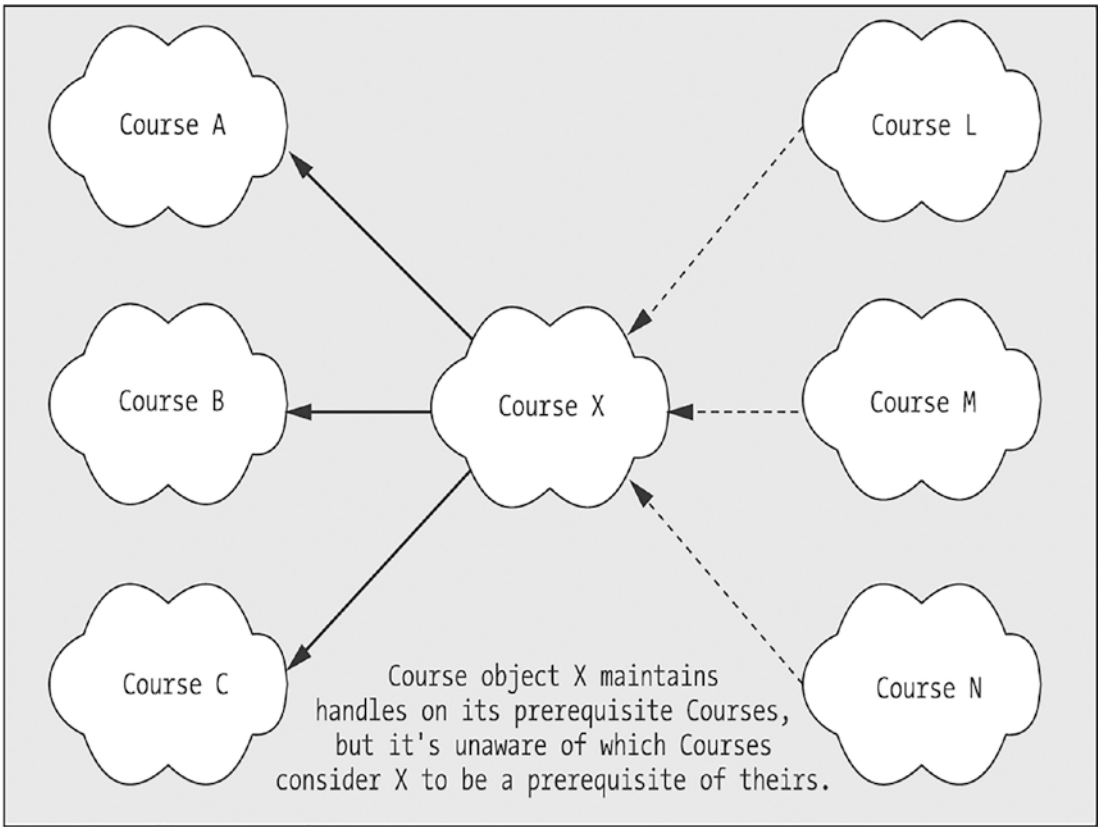 Course A
Course L
Course B
Course X
Course M
Course C
Course N
Course object X maintains
handles on its prerequisite Courses,
but it's unaware of which Courses
consider X to be a prerequisite of theirs.